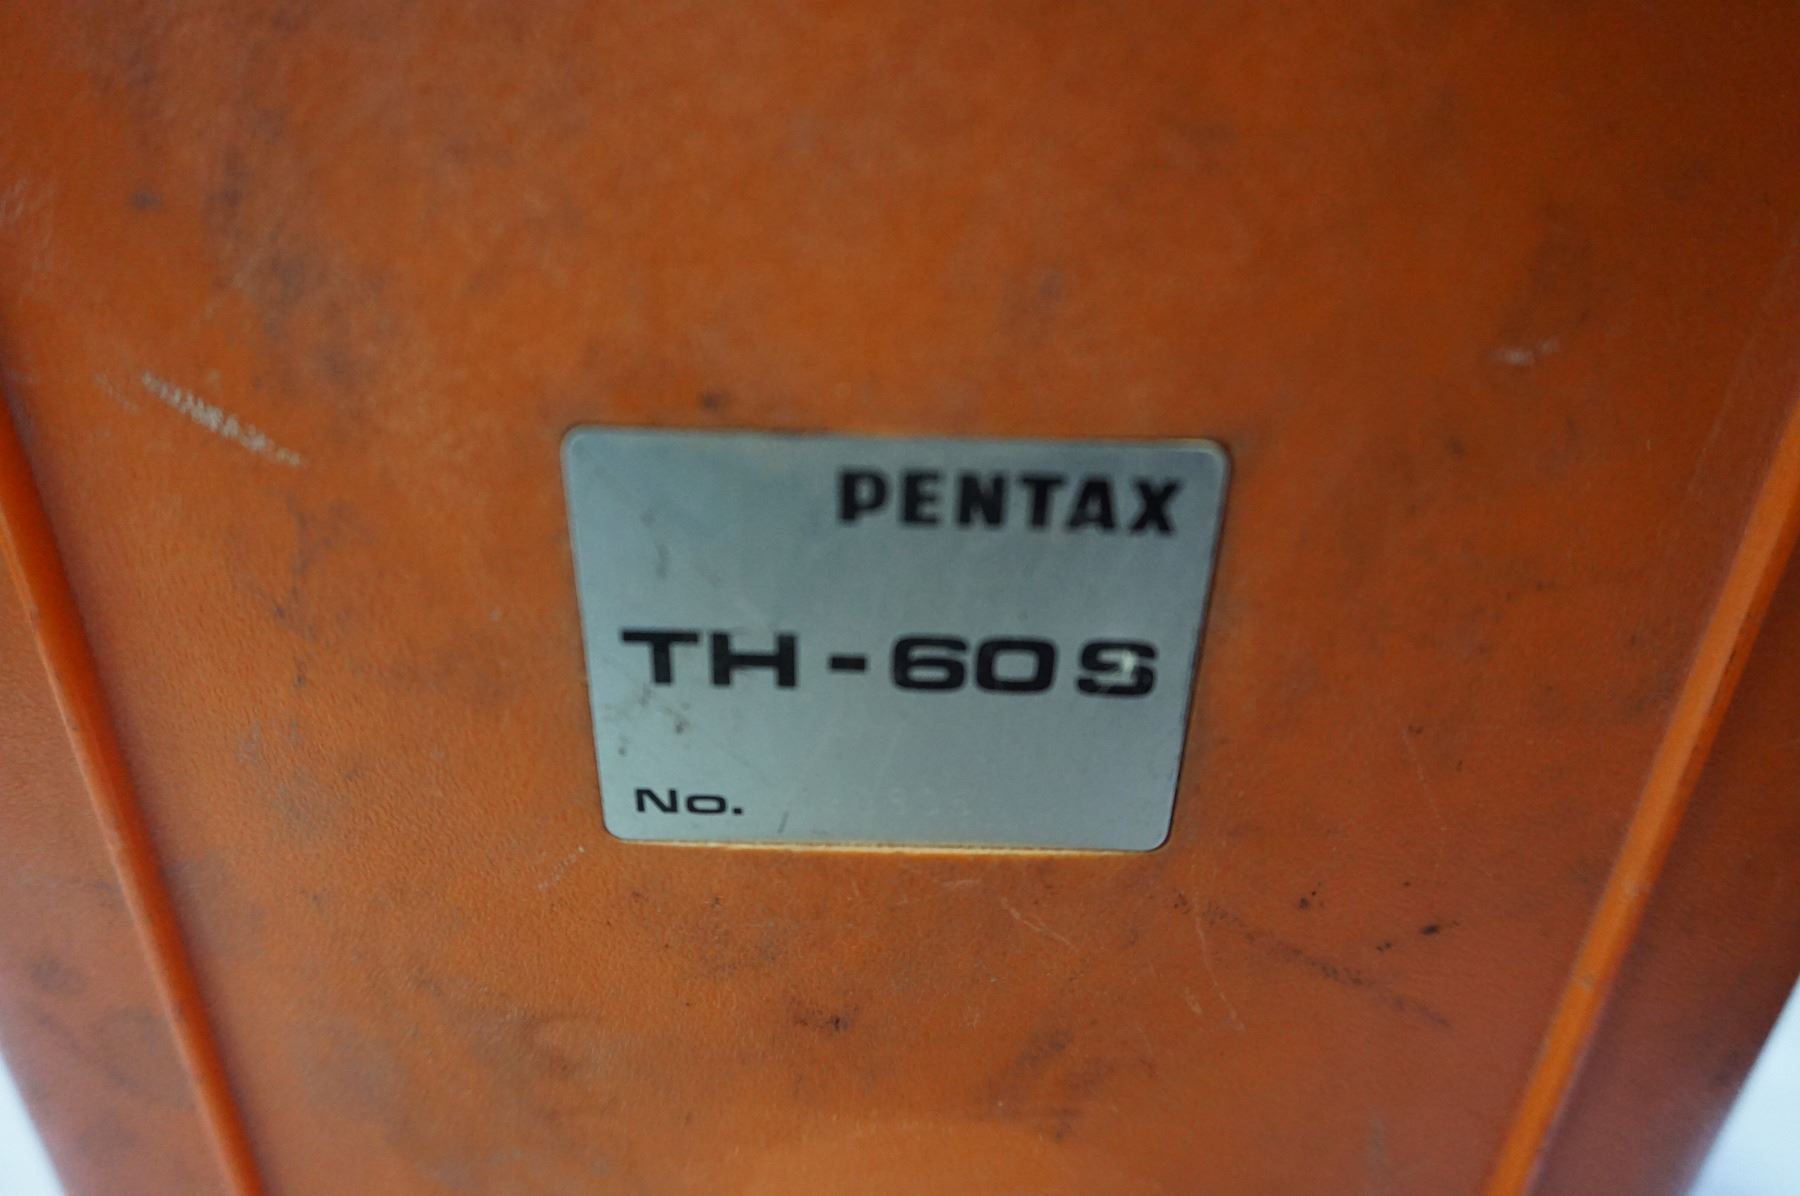 PENTAX
TH-60S
No.